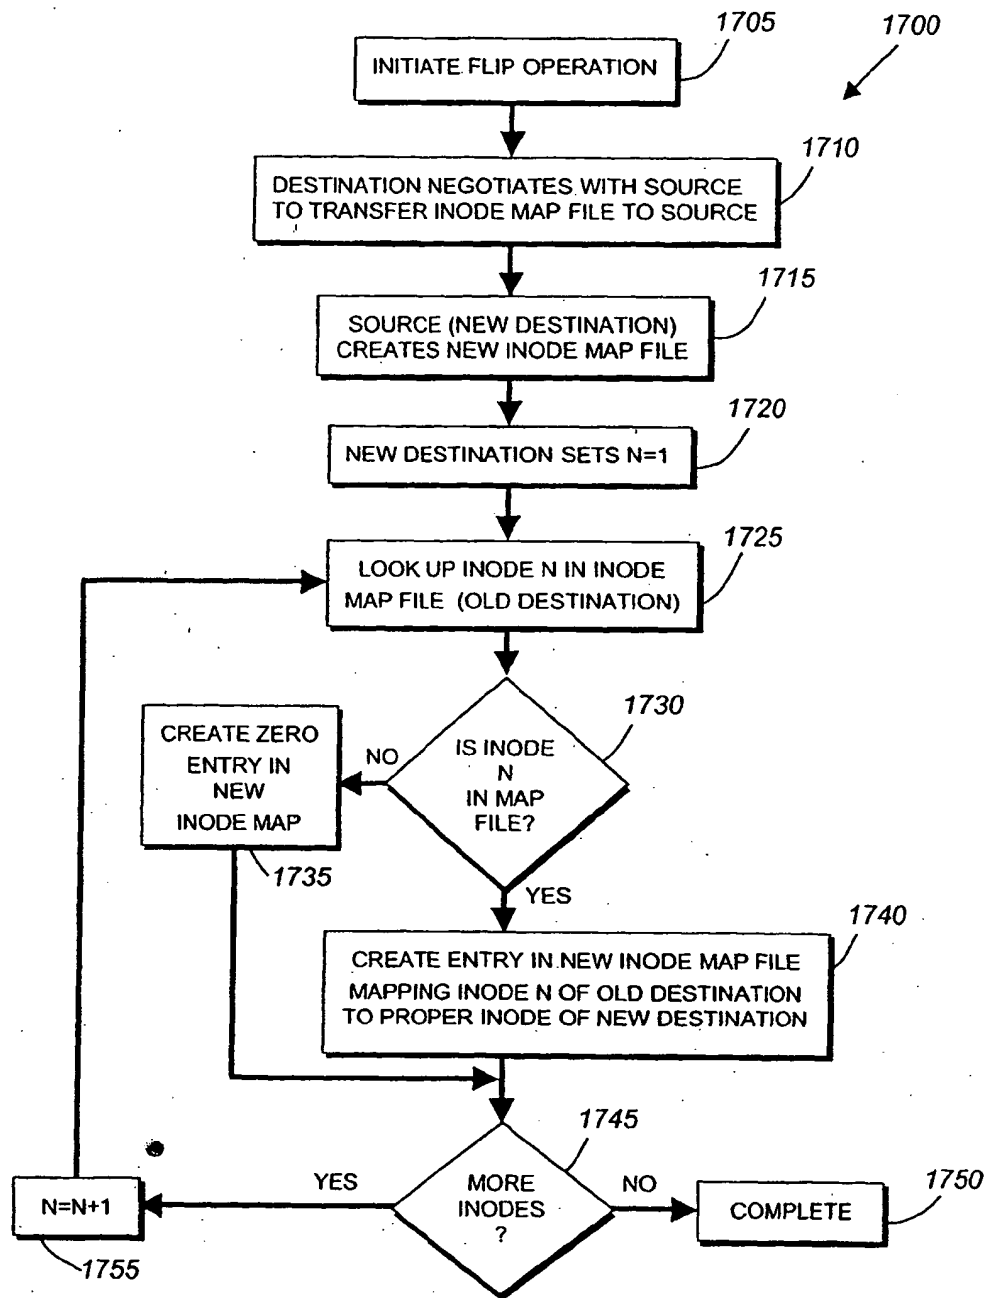 1705
1700
INITIATE FLIP OPERATION
1710
DESTINATION NEGOTIATES WITH SOURCE
TO TRANSFER INODE MAP FILE TO SOURCE
1715
SOURCE (NEW DESTINATION)
CREATES NEW INODE MAP FILE
1720
NEW DESTINATION SETS N=1
1725
LOOK UP INODE N IN INODE
MAP FILE (OLD DESTINATION)
1730
IS INODE
N
IN MAP
FILE?
NO
CREATE ZERO
ENTRY IN
NEW
INODE MAP
1735
YES
1740
CREATE ENTRY IN NEW INODE MAP FILE
MAPPING INODE N OF OLD DESTINATION
TO PROPER INODE OF NEW DESTINATION
1745
MORE
INODES
?
YES
N=N+1
1755
NO
COMPLETE
1750